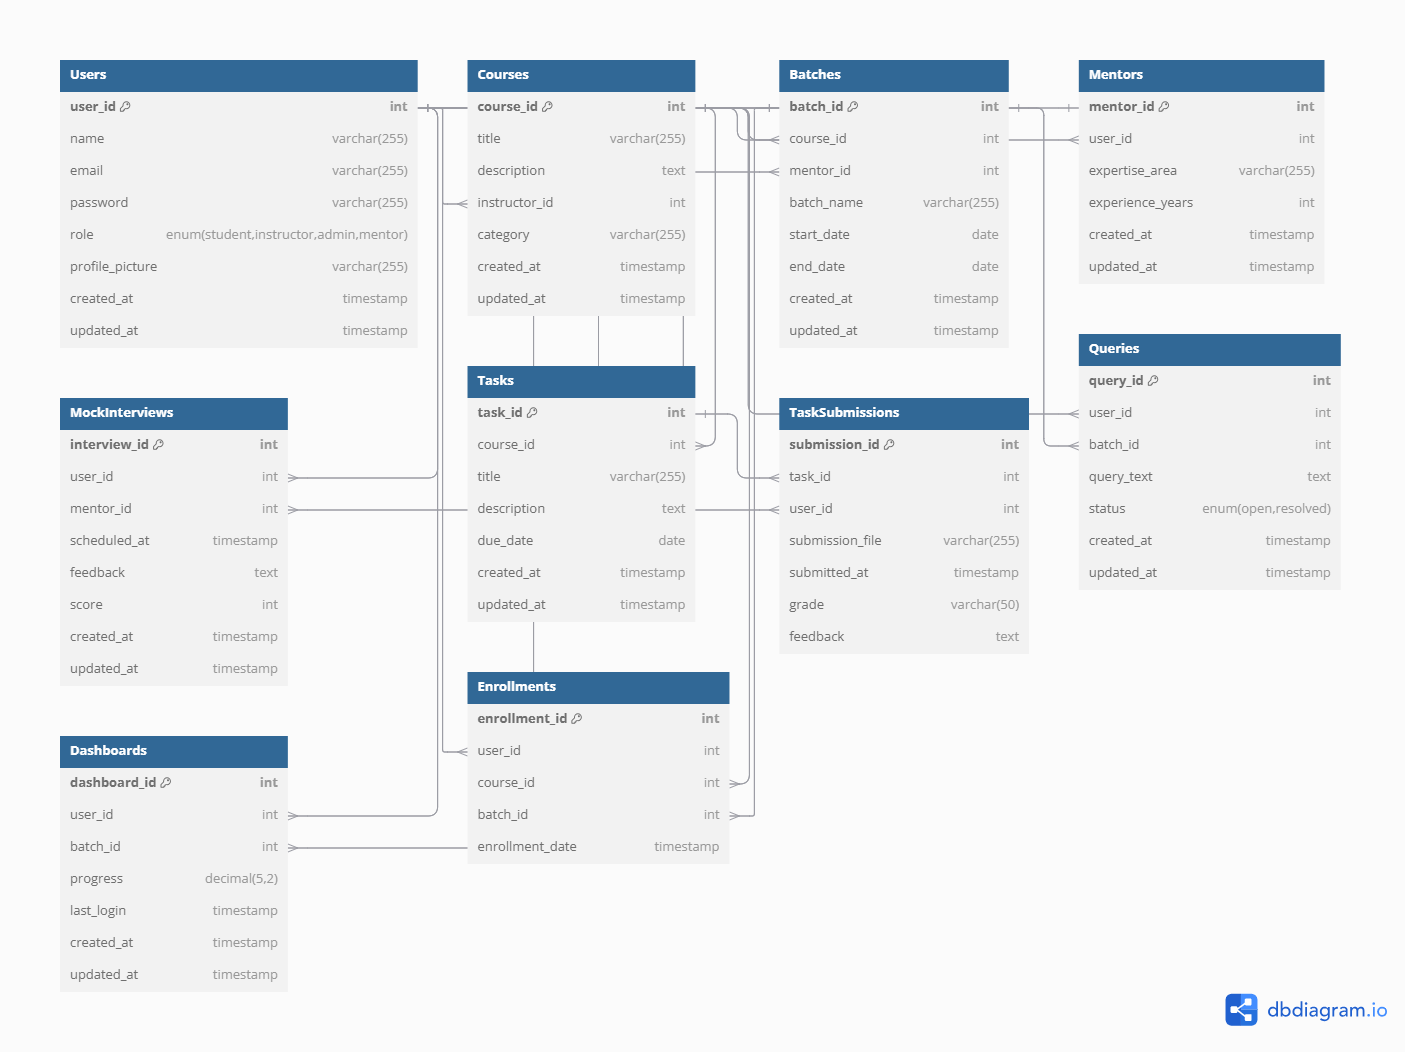 Users
user_id int
name varchar(255)
email varchar(255)
password varchar(255)
role enum(student,instructor,admin,mentor)
profile_picture varchar(255)
created_at timestamp
updated_at timestamp
Courses
course_id int
title varchar(255)
description text
instructor_id int
category varchar(255)
created_at timestamp
updated_at timestamp
Batches
batch_id int
course_id int
mentor_id int
batch_name varchar(255)
start_date date
end_date date
created_at timestamp
updated_at timestamp
Mentors
mentor_id int
user_id int
expertise_area varchar(255)
experience_years int
created_at timestamp
updated_at timestamp
Queries
query_id int
user_id int
batch_id int
query_text text
status enum(open,resolved)
created_at timestamp
updated_at timestamp
MockInterviews
interview_id int
user_id int
mentor_id int
scheduled_at timestamp
feedback text
score int
created_at timestamp
updated_at timestamp
Tasks
task_id int
course_id int
title varchar(255)
description text
due_date date
created_at timestamp
updated_at timestamp
TaskSubmissions
submission_id int
task_id int
user_id int
submission_file varchar(255)
submitted_at timestamp
grade varchar(50)
feedback text
Enrollments
enrollment_id int
user_id int
course_id int
batch_id int
enrollment_date timestamp
Dashboards
dashboard_id int
user_id int
batch_id int
progress decimal(5,2)
last_login timestamp
created_at timestamp
updated_at timestamp
dbdiagram.io